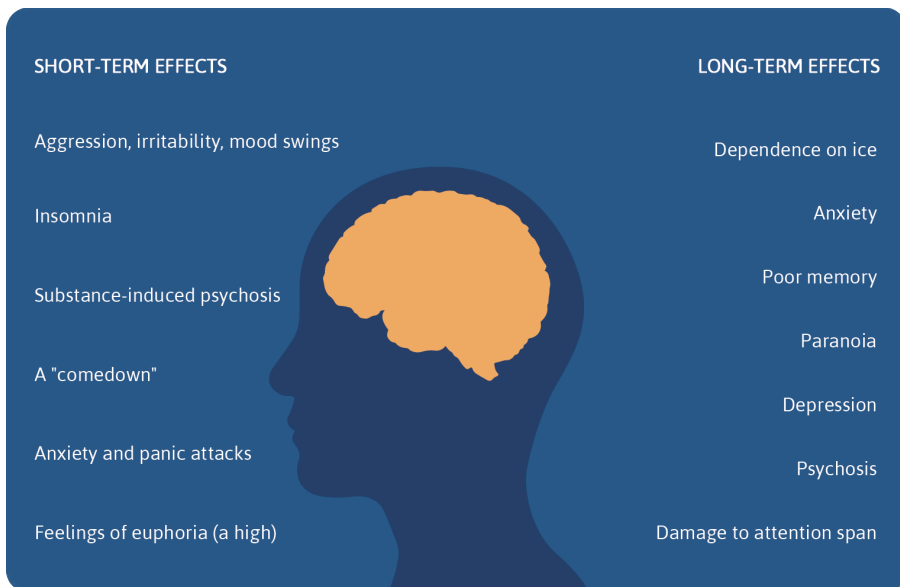 SHORT-TERM EFFECTS
Aggression, irritability, mood swings
Insomnia
Substance-induced psychosis
A "comedown"
Anxiety and panic attacks
Feelings of euphoria (a high)
LONG-TERM EFFECTS
Dependence on ice
Anxiety
Poor memory
Paranoia
Depression
Psychosis
Damage to attention span